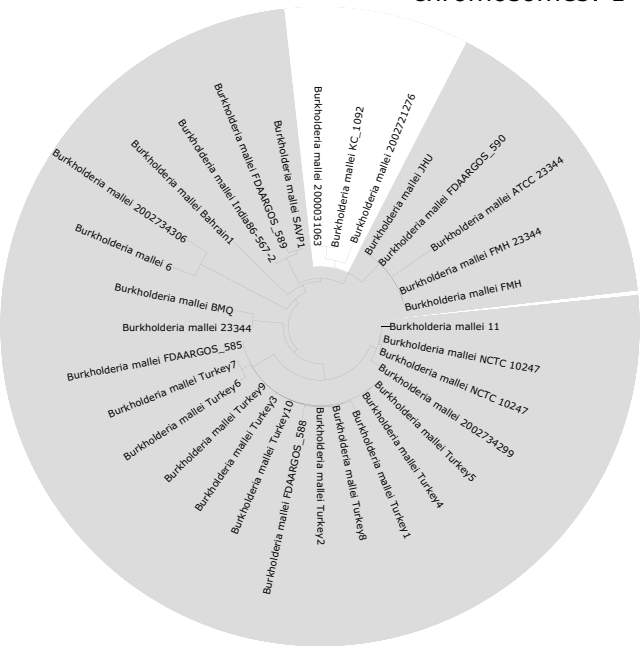 Burkholderia mallei 2000031063
Burkholderia mallei KC_1092
Burkholderia mallei 2002721276
Burkholderia mallei JHU
Burkholderia mallei FDAARGOS_590
Burkholderia mallei ATCC 23344
Burkholderia mallei FMH 23344
Burkholderia mallei FMH
Burkholderia mallei 11
Burkholderia mallei NCTC 10247
Burkholderia mallei NCTC 10247
Burkholderia mallei 2002734299
Burkholderia mallei Turkey5
Burkholderia mallei Turkey4
Burkholderia mallei Turkey1
Burkholderia mallei Turkey8
Burkholderia mallei Turkey2
Burkholderia mallei FDAARGOS_588
Burkholderia mallei Turkey10
Burkholderia mallei Turkey3
Burkholderia mallei Turkey9
Burkholderia mallei Turkey6
Burkholderia mallei Turkey7
Burkholderia mallei FDAARGOS_585
Burkholderia mallei 23344
Burkholderia mallei BMQ
Burkholderia mallei 6
Burkholderia mallei 2002734306
Burkholderia mallei Bahrain1
Burkholderia mallei India86-567-2
Burkholderia mallei FDAARGOS_589
Burkholderia mallei SAVP1